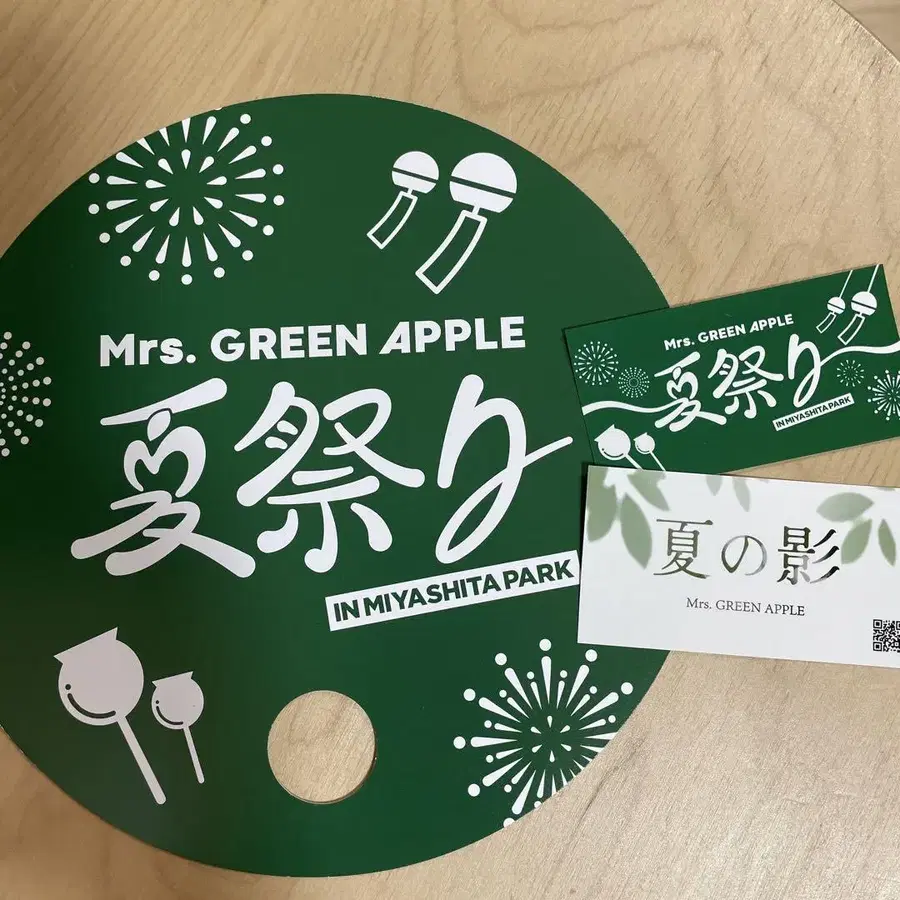 Mrs. GREEN APPLE
夏祭り
IN MIYASHITA PARK
Mrs. GREEN APPLE
夏祭り
IN MIYASHITA PARK
夏の影
Mrs. GREEN APPLE